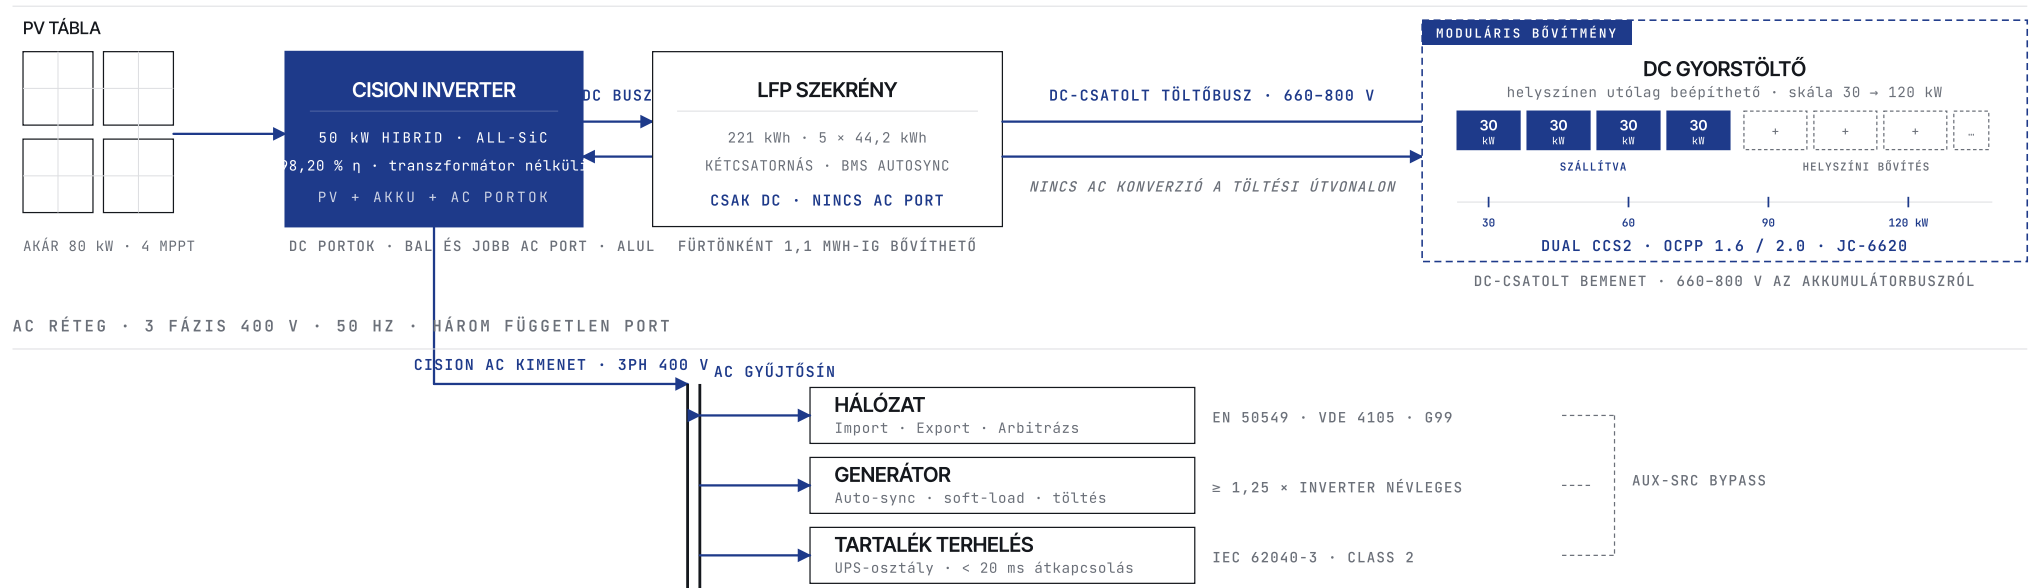 PV TÁBLA
AKÁR 80 kW · 4 MPPT
CISION INVERTER
50 kW HIBRID · ALL-SiC
98,20 % η · transzformátor nélküli
PV + AKKU + AC PORTOK
DC PORTOK · BAL ÉS JOBB AC PORT · ALUL
DC BUSZ
LFP SZEKRÉNY
221 kWh · 5 × 44,2 kWh
KÉTCSATORNÁS · BMS AUTOSYNC
CSAK DC · NINCS AC PORT
FÜRTÖNKÉNT 1,1 MWH-IG BŐVÍTHETŐ
DC-CSATOLT TÖLTŐBUSZ · 660–800 V
NINCS AC KONVERZIÓ A TÖLTÉSI ÚTVONALON
MODULÁRIS BŐVÍTMÉNY
DC GYORSTÖLTŐ
helyszínen utólag beépíthető · skála 30 → 120 kW
30 kW
30 kW
30 kW
30 kW
+
+
+
…
SZÁLLÍTVA
HELYSZÍNI BŐVÍTÉS
30
60
90
120 kW
DUAL CCS2 · OCPP 1.6 / 2.0 · JC-6620
DC-CSATOLT BEMENET · 660–800 V AZ AKKUMULÁTORBUSZRÓL
AC RÉTEG · 3 FÁZIS 400 V · 50 HZ · HÁROM FÜGGETLEN PORT
CISION AC KIMENET · 3PH 400 V
AC GYŰJTŐSÍN
HÁLÓZAT
Import · Export · Arbitrázs
EN 50549 · VDE 4105 · G99
GENERÁTOR
Auto-sync · soft-load · töltés
≥ 1,25 × INVERTER NÉVLEGES
AUX-SRC BYPASS
TARTALÉK TERHELÉS
UPS-osztály · < 20 ms átkapcsolás
IEC 62040-3 · CLASS 2